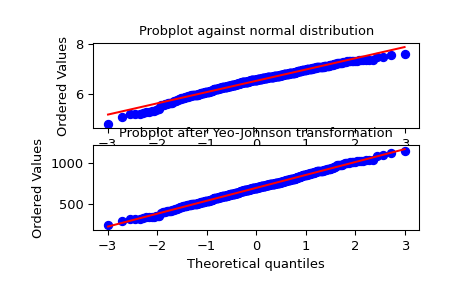 Probplot against normal distribution
Ordered Values
8
6
−3 −2 −1 0 1 2 3
Probplot after Yeo-Johnson transformation
Ordered Values
1000
500
−3 −2 −1 0 1 2 3
Theoretical quantiles